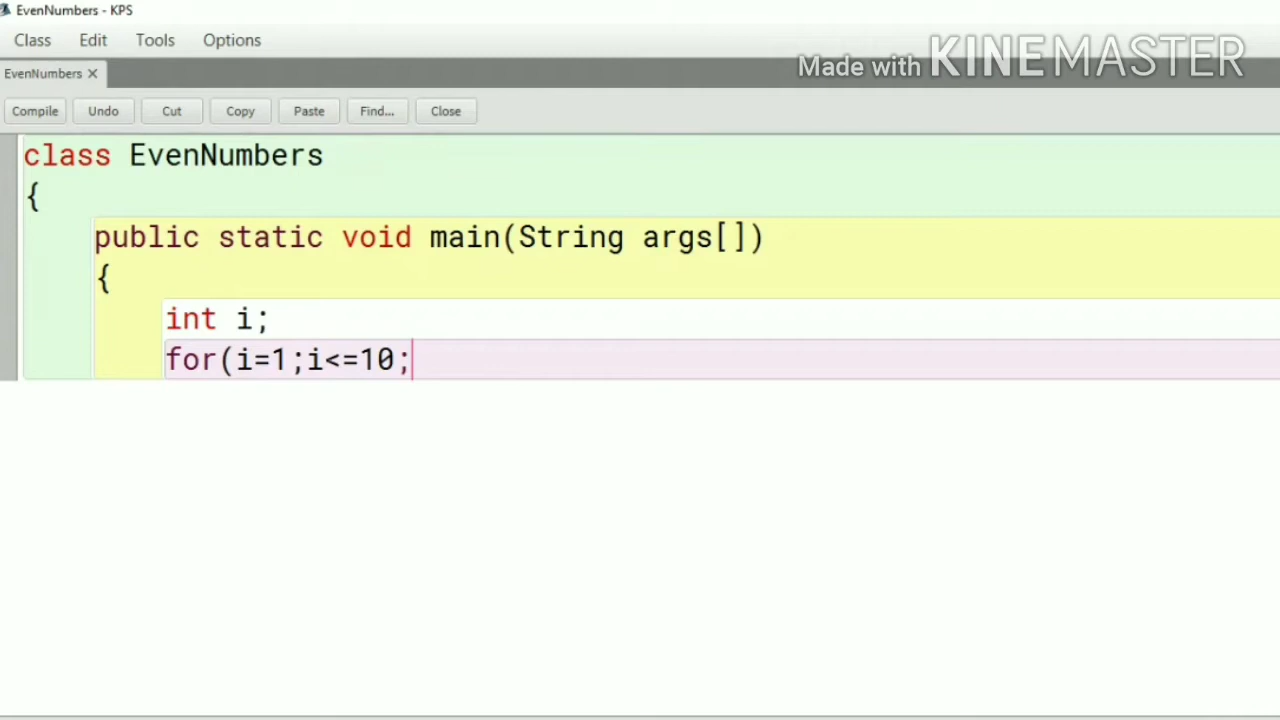 EvenNumbers - KPS
Class Edit Tools Options
Made with KINEMASTER
EvenNumbers ✕
Compile Undo Cut Copy Paste Find... Close
class EvenNumbers
{
public static void main(String args[])
{
int i;
for(i=1;i<=10;